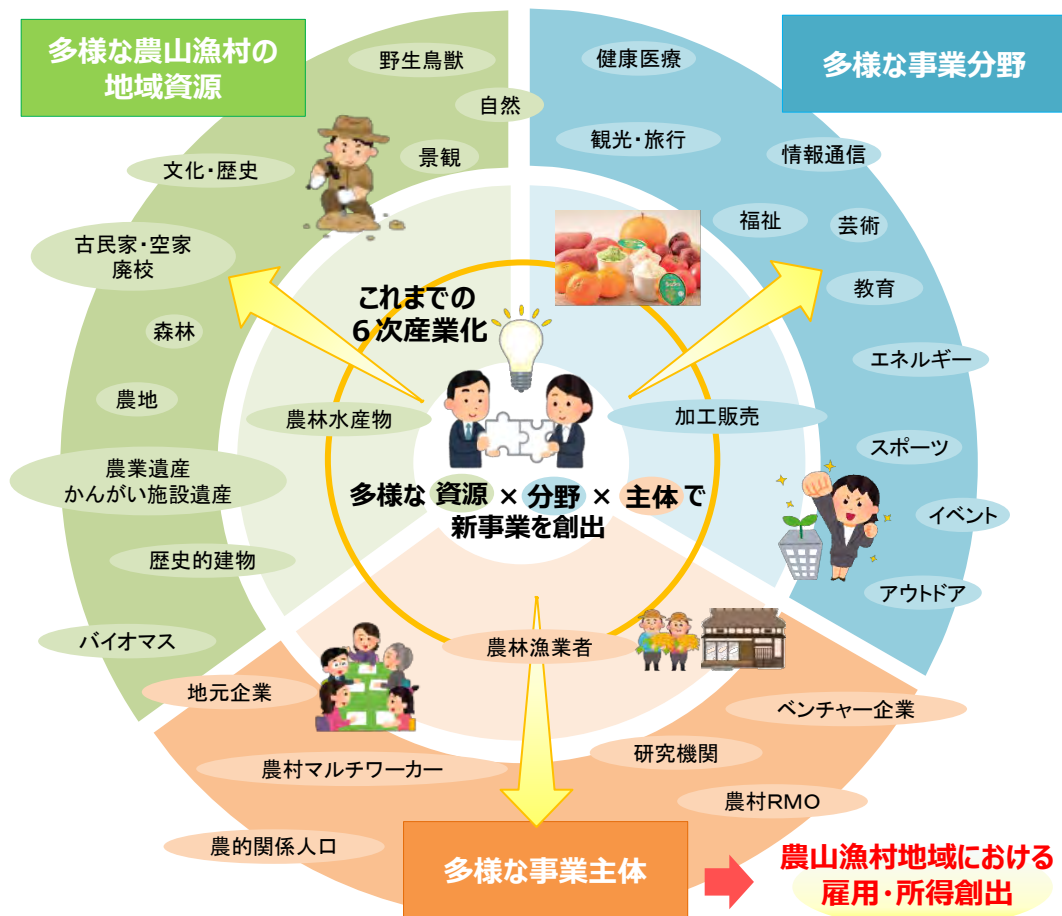 多様な農山漁村の
地域資源
多様な事業分野
野生鳥獣
自然
景観
文化・歴史
古民家・空家
廃校
森林
農地
農業遺産
かんがい施設遺産
歴史的建物
バイオマス
健康医療
観光・旅行
情報通信
福祉
芸術
教育
エネルギー
スポーツ
イベント
アウトドア
これまでの
６次産業化
農林水産物
加工販売
多様な 資源 × 分野 × 主体 で
新事業を創出
農林漁業者
地元企業
ベンチャー企業
農村マルチワーカー
研究機関
農村RMO
農的関係人口
多様な事業主体
農山漁村地域における
雇用・所得創出